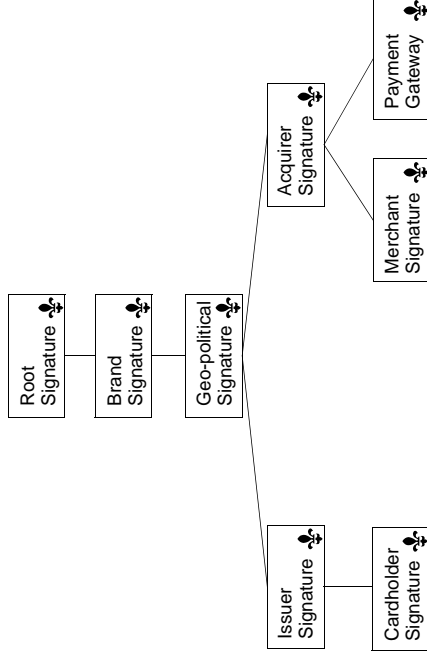 Root
Signature
Brand
Signature
Geo-political
Signature
Issuer
Signature
Acquirer
Signature
Cardholder
Signature
Merchant
Signature
Payment
Gateway